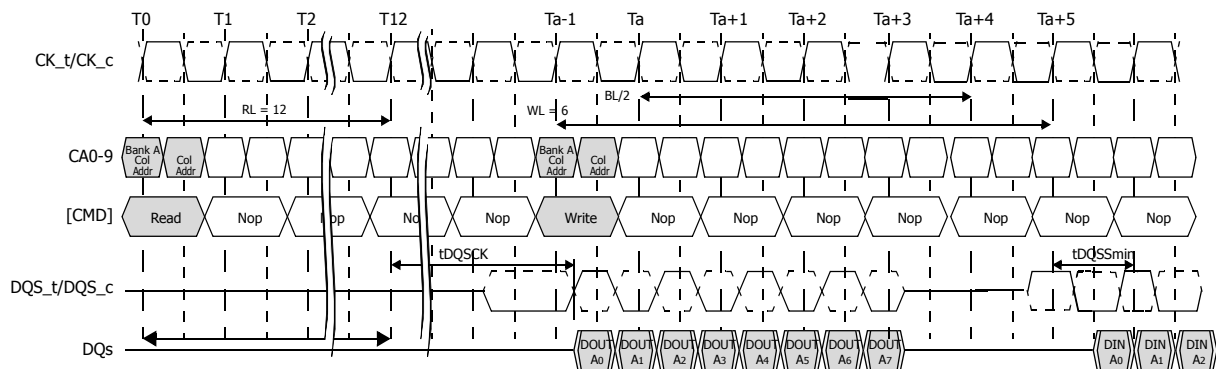 T0 T1 T2 T12 Ta-1 Ta Ta+1 Ta+2 Ta+3 Ta+4 Ta+5
CK_t/CK_c
RL = 12
BL/2
WL = 6
CA0-9
Bank A
Col
Addr
Col
Addr
Bank A
Col
Addr
Col
Addr
[CMD]
Read Nop Nop Nop Nop Write Nop Nop Nop Nop Nop Nop Nop
tDQSCK
tDQSSmin
DQS_t/DQS_c
DQs
DOUT DOUT DOUT DOUT DOUT DOUT DOUT DOUT DIN DIN DIN
A0 A1 A2 A3 A4 A5 A6 A7 A0 A1 A2